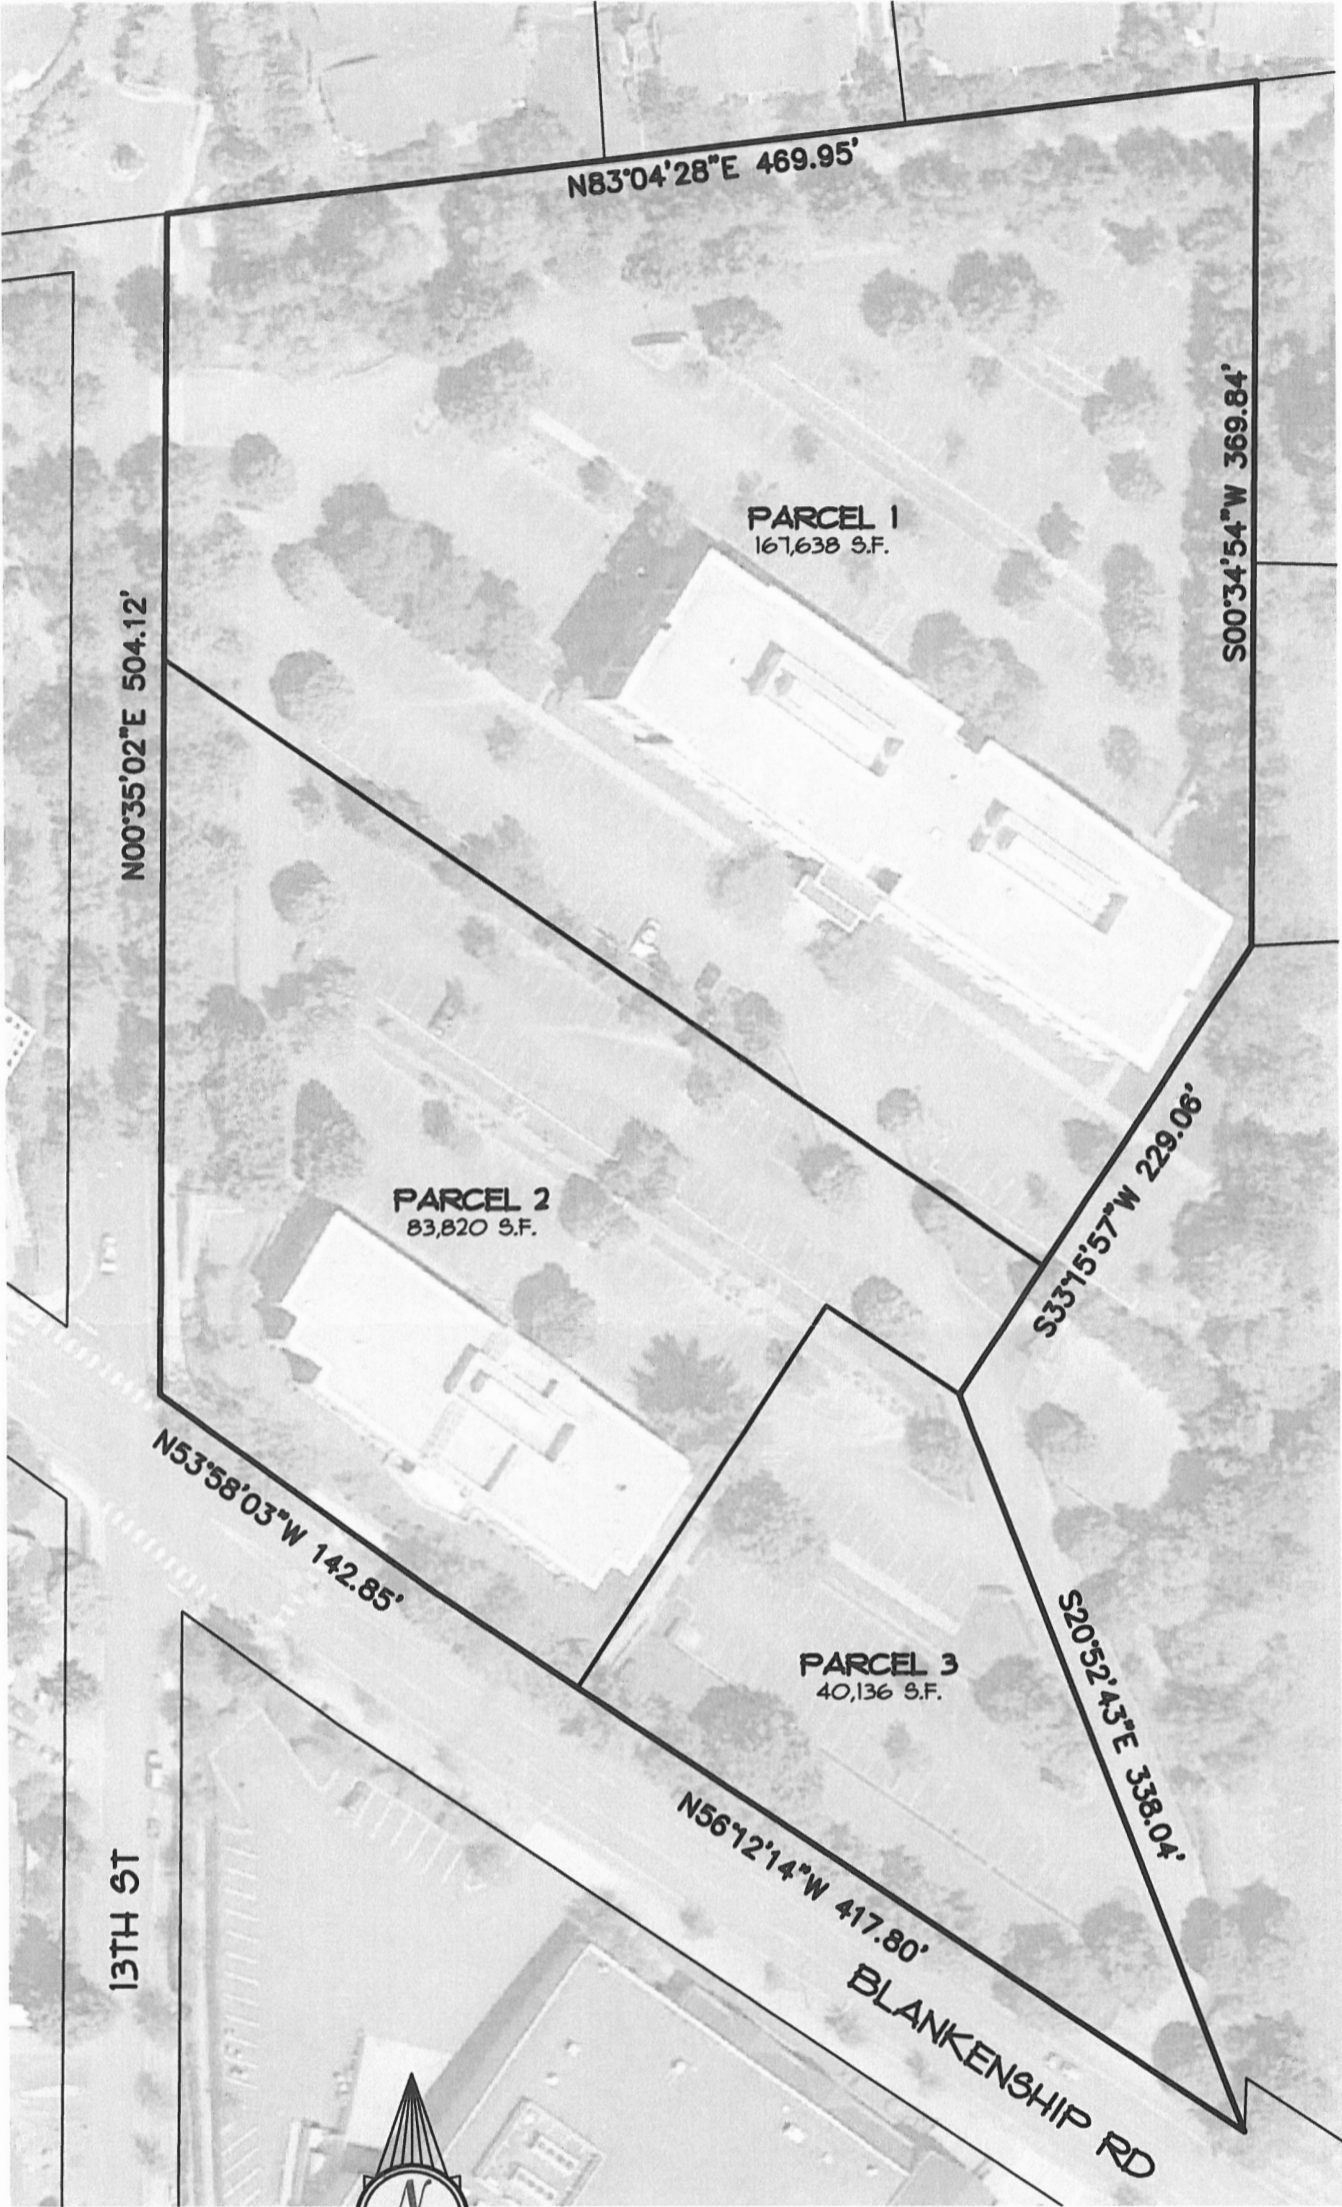 N83°04'28"E 469.95'
S00°34'54"W 369.84'
PARCEL 1
167,638 S.F.
N00°35'02"E 504.12'
S33°15'57"W 229.06'
PARCEL 2
83,820 S.F.
N53°58'03"W 142.85'
S20°52'43"E 338.04'
PARCEL 3
40,136 S.F.
N56°12'14"W 417.80'
13TH ST
BLANKENSHIP RD
N